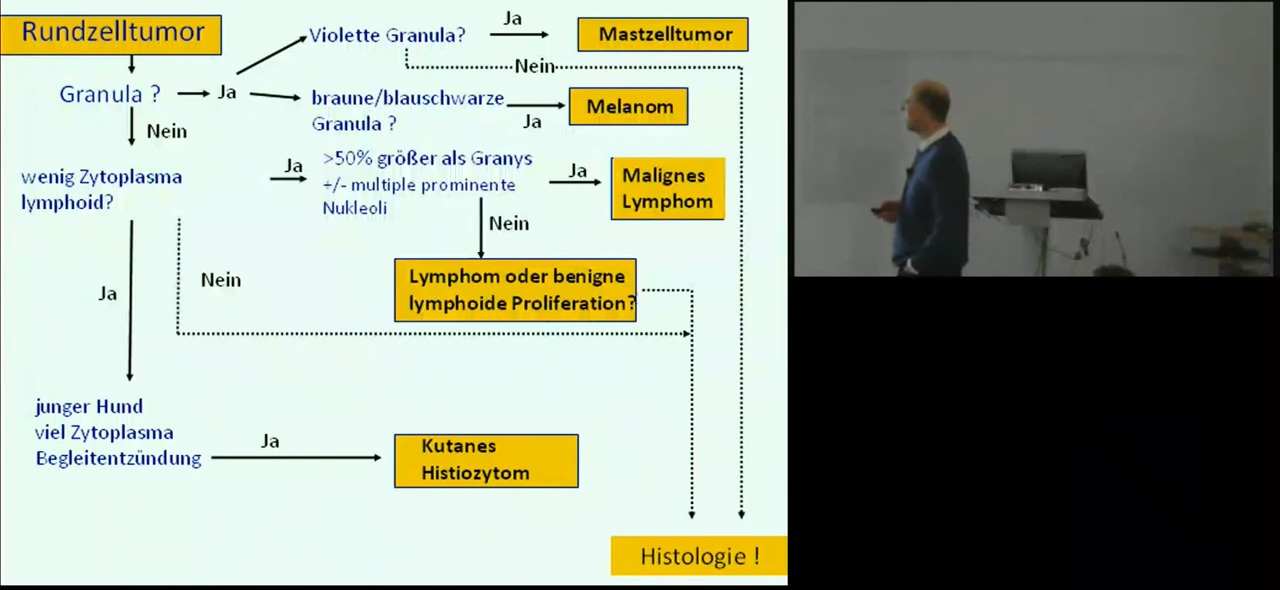 Rundzelltumor
Violette Granula?
Ja
Mastzelltumor
Nein
Granula ?
Ja
braune/blauschwarze
Granula ?
Ja
Melanom
Nein
wenig Zytoplasma
lymphoid?
Ja
>50% größer als Granys
+/- multiple prominente
Nukleoli
Ja
Malignes
Lymphom
Nein
Lymphom oder benigne
lymphoide Proliferation?
Ja
Nein
junger Hund
viel Zytoplasma
Begleitentzündung
Ja
Kutanes
Histiozytom
Histologie !